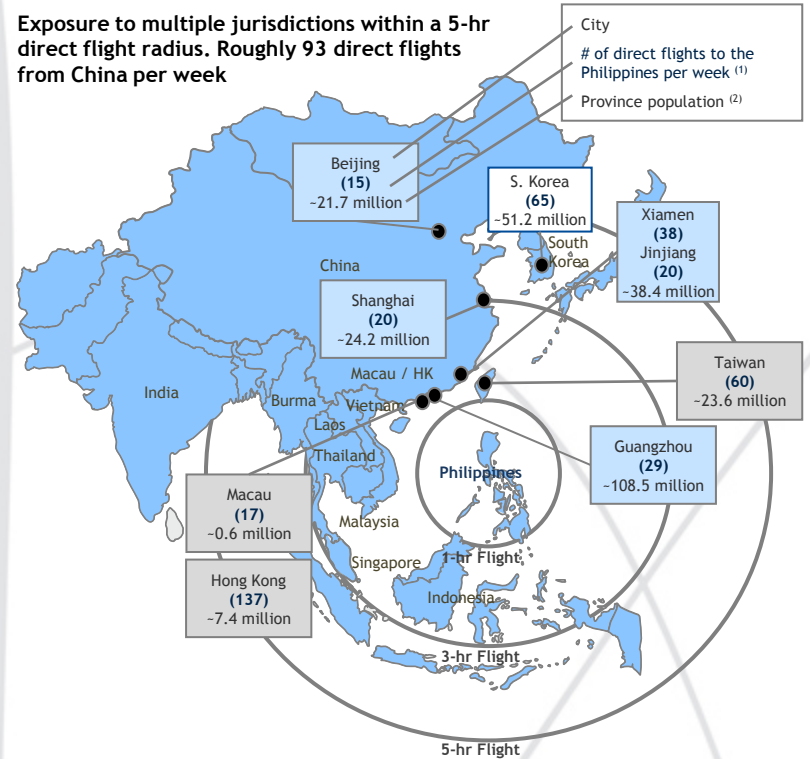 Exposure to multiple jurisdictions within a 5-hr
direct flight radius. Roughly 93 direct flights
from China per week
City
# of direct flights to the
Philippines per week (1)
Province population (2)
Beijing
(15)
~21.7 million
S. Korea
(65)
~51.2 million
Xiamen
(38)
Jinjiang
(20)
~38.4 million
South
Korea
China
Shanghai
(20)
~24.2 million
Taiwan
(60)
~23.6 million
Macau / HK
India
Burma
Vietnam
Laos
Thailand
Guangzhou
(29)
~108.5 million
Philippines
Macau
(17)
~0.6 million
Malaysia
Singapore
1-hr Flight
Hong Kong
(137)
~7.4 million
Indonesia
3-hr Flight
5-hr Flight